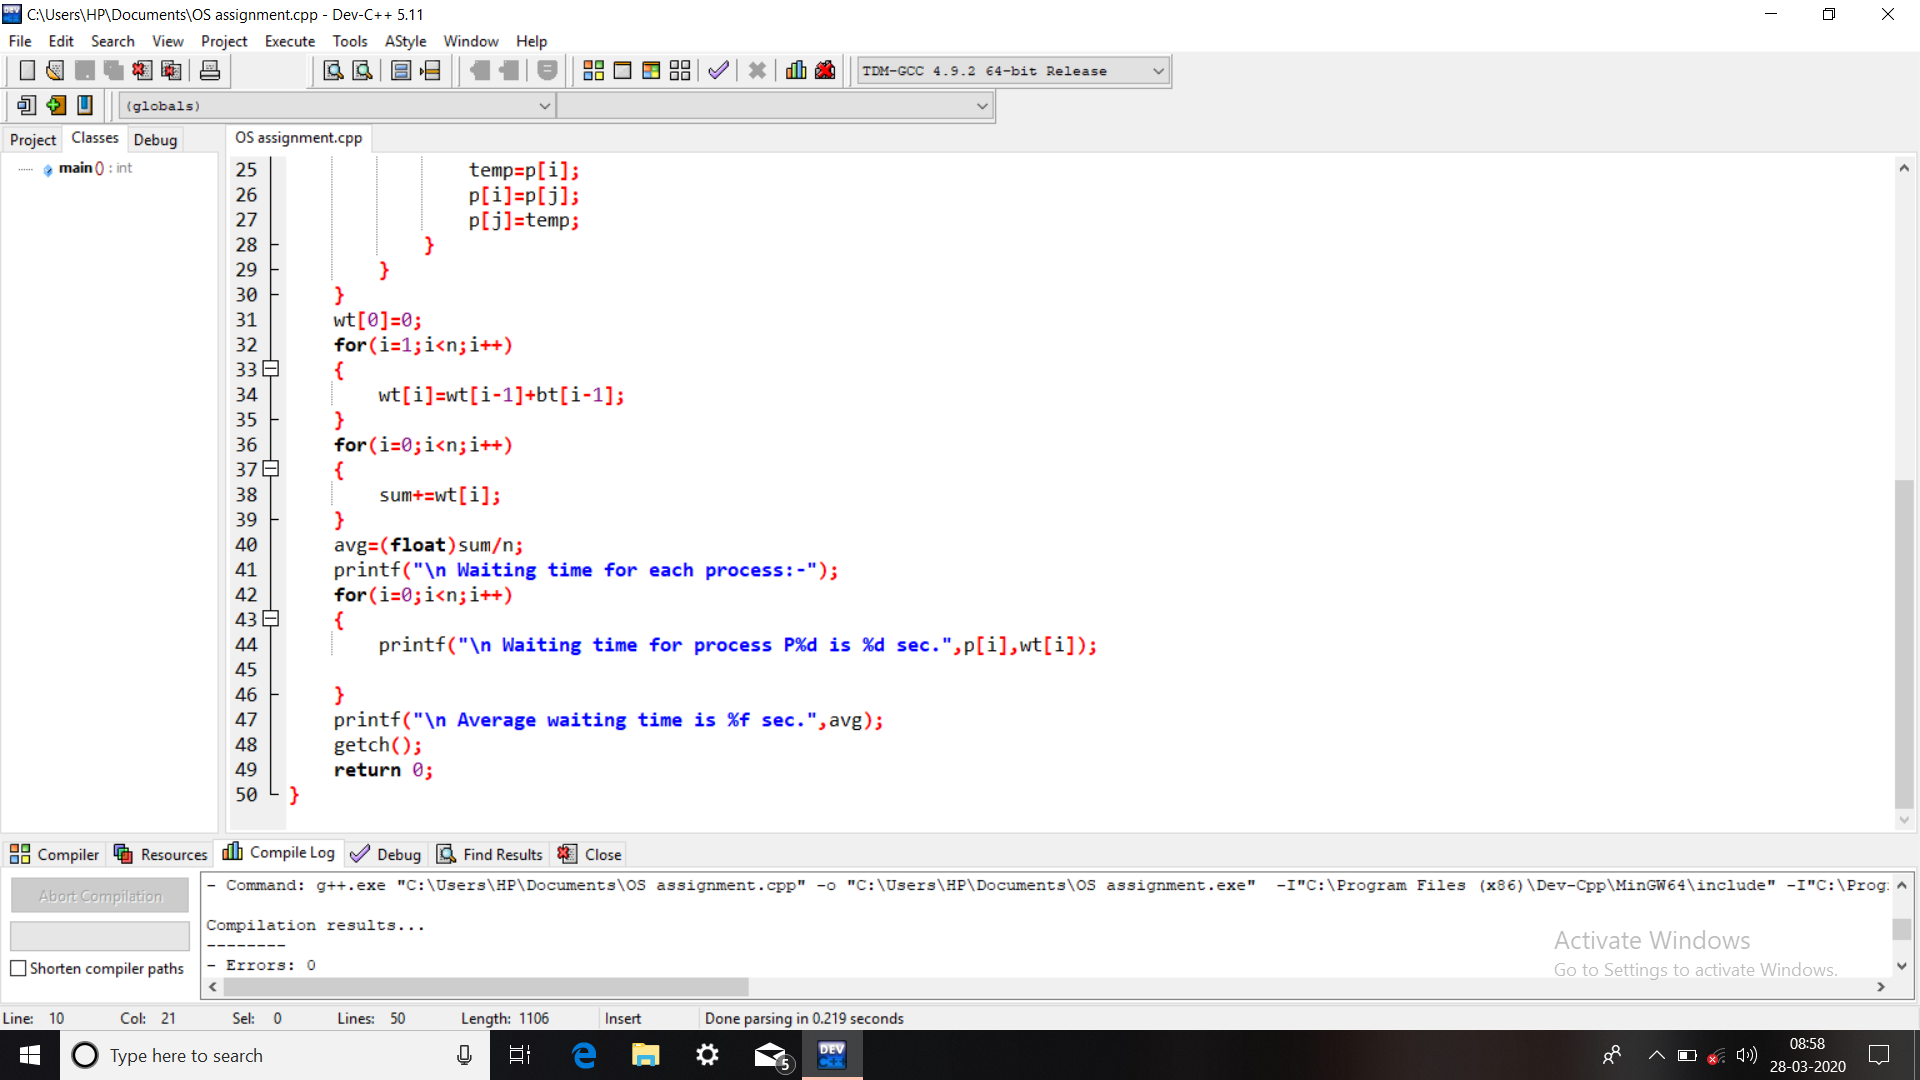 C:\Users\HP\Documents\OS assignment.cpp - Dev-C++ 5.11
File Edit Search View Project Execute Tools AStyle Window Help
TDM-GCC 4.9.2 64-bit Release
(globals)
Project Classes Debug
OS assignment.cpp
main () : int
25 temp=p[i];
26 p[i]=p[j];
27 p[j]=temp;
28 }
29 }
30 }
31 wt[0]=0;
32 for(i=1;i<n;i++)
33 {
34 wt[i]=wt[i-1]+bt[i-1];
35 }
36 for(i=0;i<n;i++)
37 {
38 sum+=wt[i];
39 }
40 avg=(float)sum/n;
41 printf("\n Waiting time for each process:-");
42 for(i=0;i<n;i++)
43 {
44 printf("\n Waiting time for process P%d is %d sec.",p[i],wt[i]);
45
46 }
47 printf("\n Average waiting time is %f sec.",avg);
48 getch();
49 return 0;
50 }
Compiler Resources Compile Log Debug Find Results Close
Abort Compilation
Shorten compiler paths
- Command: g++.exe "C:\Users\HP\Documents\OS assignment.cpp" -o "C:\Users\HP\Documents\OS assignment.exe" -I"C:\Program Files (x86)\Dev-Cpp\MinGW64\include" -I"C:\Prog
Compilation results...
--------
- Errors: 0
Activate Windows
Go to Settings to activate Windows.
Line: 10 Col: 21 Sel: 0 Lines: 50 Length: 1106 Insert Done parsing in 0.219 seconds
Type here to search
5
DEV C++
08:58
28-03-2020